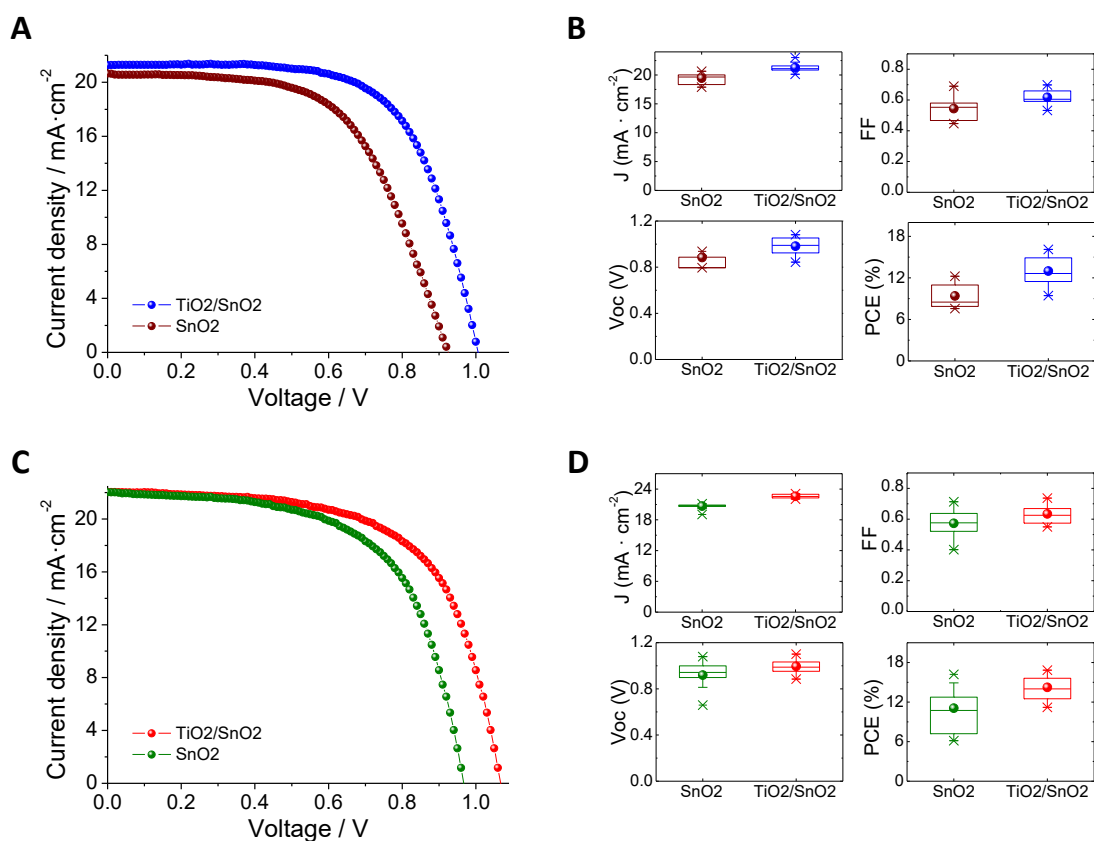 A
Current density / mA·cm-2
20
16
12
8
4
0
TiO2/SnO2
SnO2
0.0 0.2 0.4 0.6 0.8 1.0
Voltage / V
B
J (mA · cm-2)
25
20
15
10
5
0
SnO2 TiO2/SnO2
FF
0.8
0.6
0.4
0.2
0.0
SnO2 TiO2/SnO2
Voc (V)
1.2
0.8
0.4
0.0
SnO2 TiO2/SnO2
PCE (%)
18
12
6
0
SnO2 TiO2/SnO2
C
Current density / mA·cm-2
20
16
12
8
4
0
TiO2/SnO2
SnO2
0.0 0.2 0.4 0.6 0.8 1.0
Voltage / V
D
J (mA · cm-2)
24
18
12
6
0
SnO2 TiO2/SnO2
FF
0.8
0.6
0.4
0.2
0.0
SnO2 TiO2/SnO2
Voc (V)
1.2
0.8
0.4
0.0
SnO2 TiO2/SnO2
PCE (%)
18
12
6
0
SnO2 TiO2/SnO2